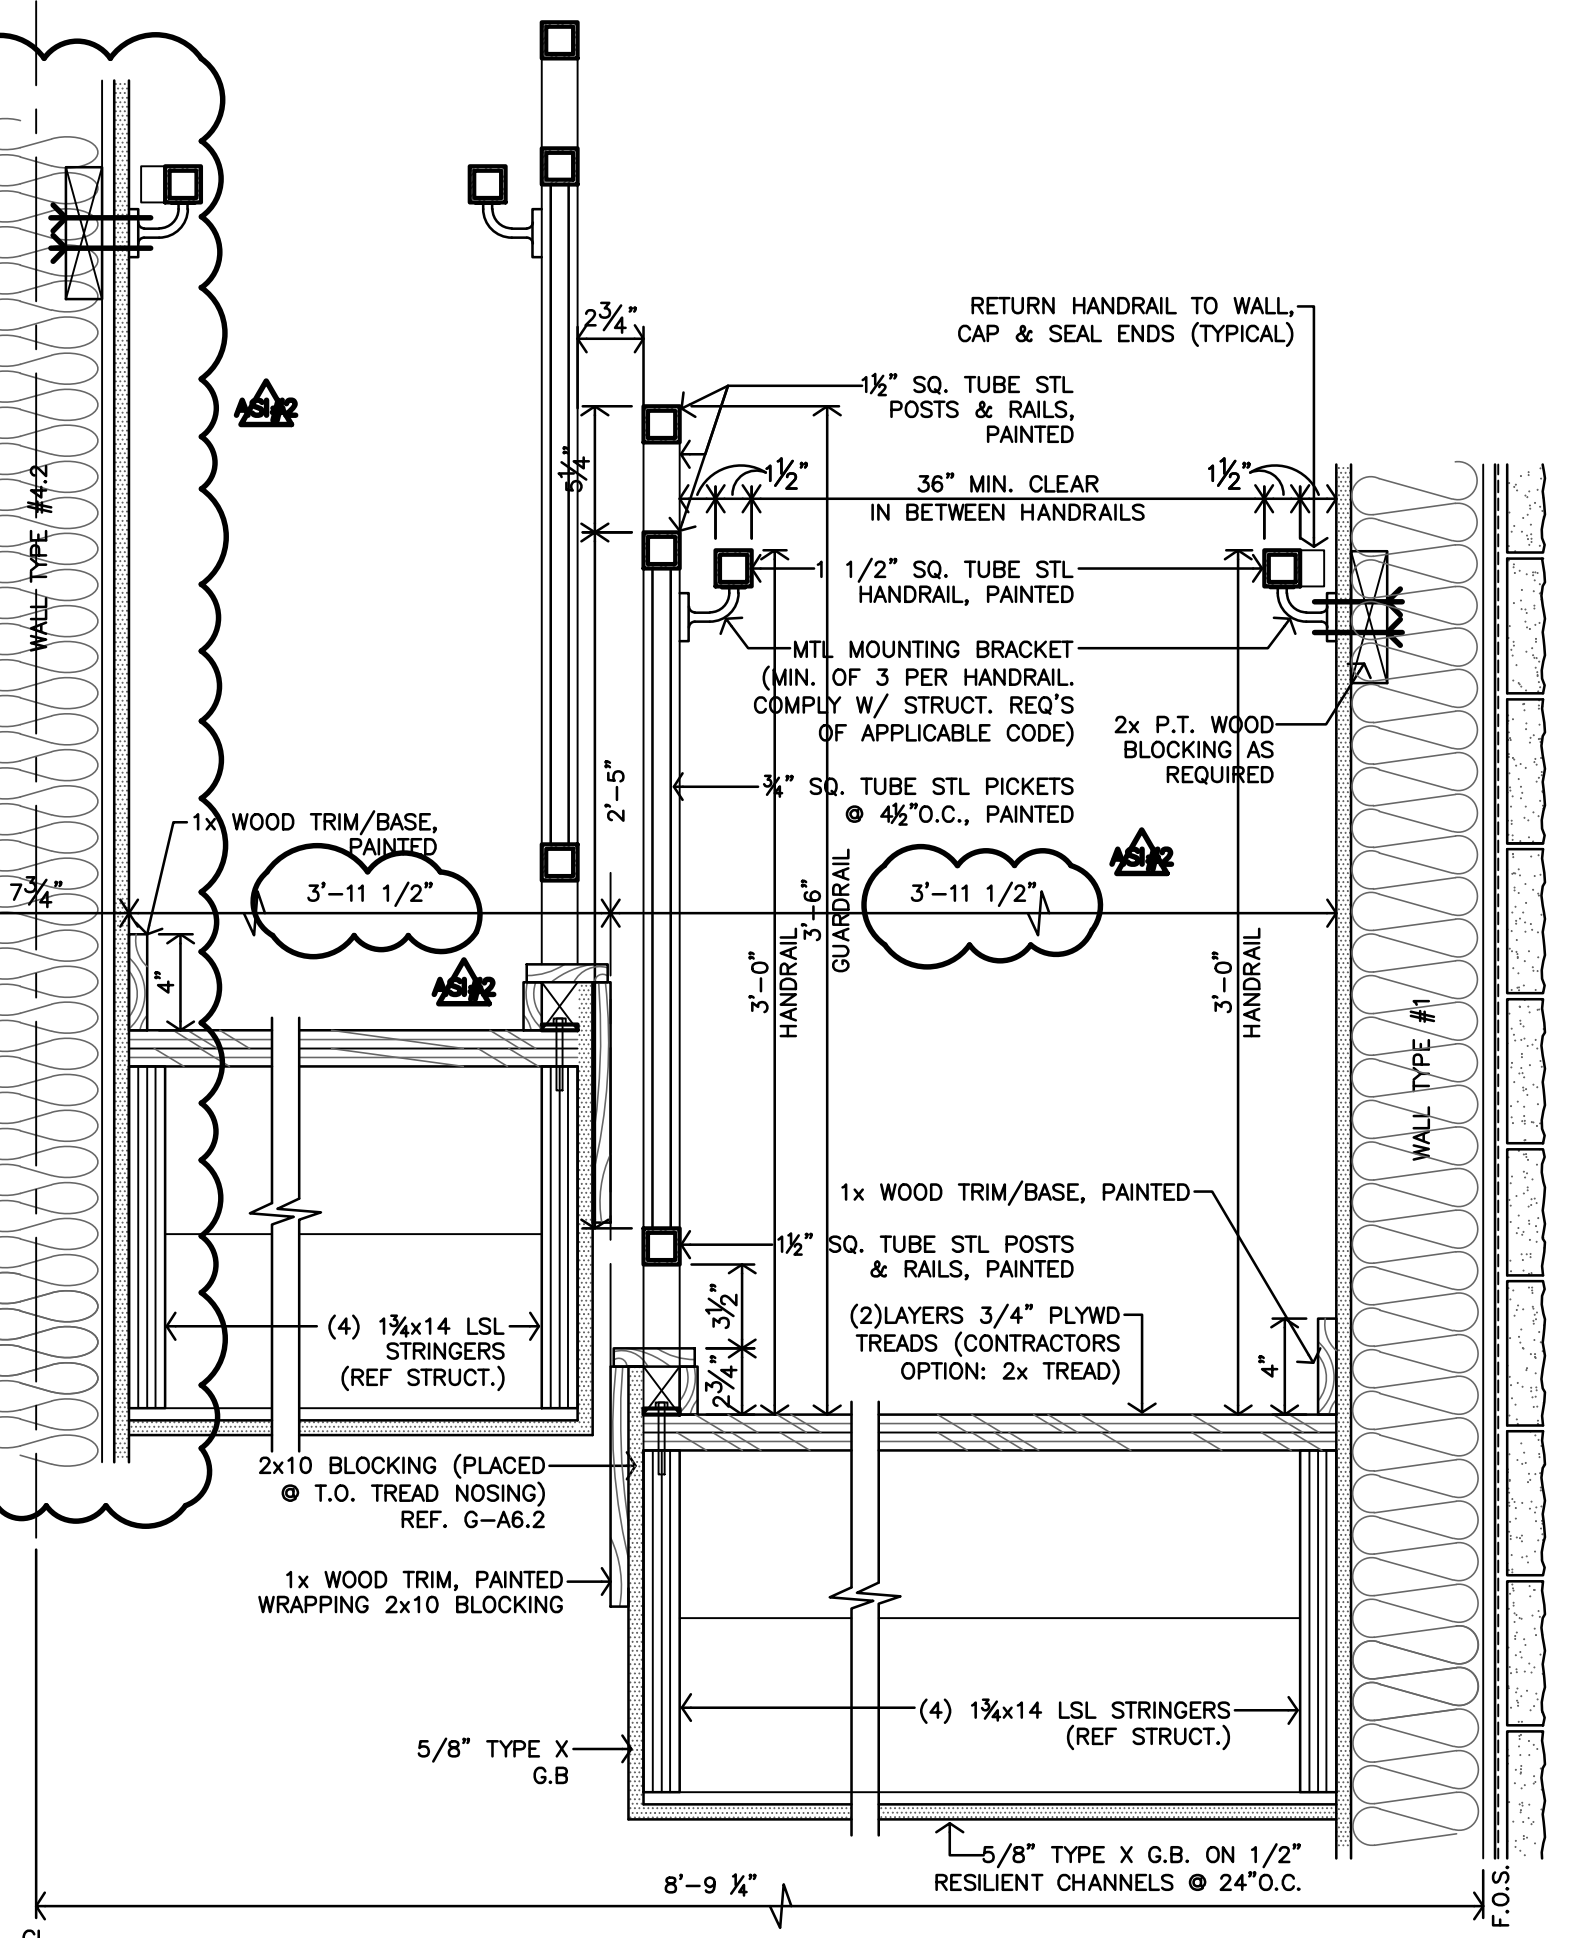 RETURN HANDRAIL TO WALL,
CAP & SEAL ENDS (TYPICAL)
2¾"
1½" SQ. TUBE STL
POSTS & RAILS,
PAINTED
ASI#2
5¼"
1½"
36" MIN. CLEAR
IN BETWEEN HANDRAILS
1½"
WALL TYPE #4.2
1 1/2" SQ. TUBE STL
HANDRAIL, PAINTED
MTL MOUNTING BRACKET
(MIN. OF 3 PER HANDRAIL.
COMPLY W/ STRUCT. REQ'S
OF APPLICABLE CODE)
2x P.T. WOOD
BLOCKING AS
REQUIRED
2'-5"
¾" SQ. TUBE STL PICKETS
@ 4½"O.C., PAINTED
1x WOOD TRIM/BASE,
PAINTED
ASI#2
7¾"
3'-11 1/2"
3'-11 1/2"
3'-6"
GUARDRAIL
4"
ASI#2
3'-0"
HANDRAIL
3'-0"
HANDRAIL
WALL TYPE #1
1x WOOD TRIM/BASE, PAINTED
1½" SQ. TUBE STL POSTS
& RAILS, PAINTED
3½"
(2)LAYERS 3/4" PLYWD
TREADS (CONTRACTORS
OPTION: 2x TREAD)
(4) 1¾x14 LSL
STRINGERS
(REF STRUCT.)
2¾"
4"
2x10 BLOCKING (PLACED
@ T.O. TREAD NOSING)
REF. G-A6.2
1x WOOD TRIM, PAINTED
WRAPPING 2x10 BLOCKING
(4) 1¾x14 LSL STRINGERS
(REF STRUCT.)
5/8" TYPE X
G.B
5/8" TYPE X G.B. ON 1/2"
RESILIENT CHANNELS @ 24"O.C.
8'-9 ¼"
F.O.S.